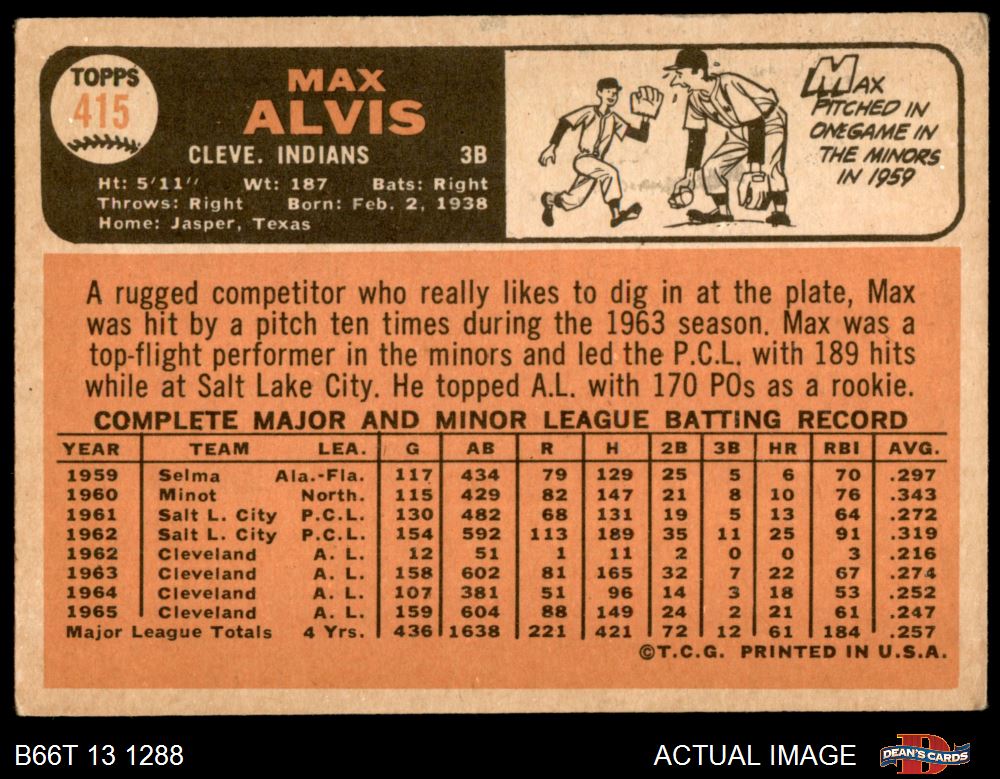 TOPPS
415
MAX
ALVIS
CLEVE. INDIANS 3B
Ht: 5'11" Wt: 187 Bats: Right
Throws: Right Born: Feb. 2, 1938
Home: Jasper, Texas
MAX
PITCHED IN
ONE GAME IN
THE MINORS
IN 1959
A rugged competitor who really likes to dig in at the plate, Max
was hit by a pitch ten times during the 1963 season. Max was a
top-flight performer in the minors and led the P.C.L. with 189 hits
while at Salt Lake City. He topped A.L. with 170 POs as a rookie.
COMPLETE MAJOR AND MINOR LEAGUE BATTING RECORD
YEAR TEAM LEA. G AB R H 2B 3B HR RBI AVG.
1959 Selma Ala.-Fla. 117 434 79 129 25 5 6 70 .297
1960 Minot North. 115 429 82 147 21 8 10 76 .343
1961 Salt L. City P.C.L. 130 482 68 131 19 5 13 64 .272
1962 Salt L. City P.C.L. 154 592 113 189 35 11 25 91 .319
1962 Cleveland A. L. 12 51 1 11 2 0 0 3 .216
1963 Cleveland A. L. 158 602 81 165 32 7 22 67 .274
1964 Cleveland A. L. 107 381 51 96 14 3 18 53 .252
1965 Cleveland A. L. 159 604 88 149 24 2 21 61 .247
Major League Totals 4 Yrs. 436 1638 221 421 72 12 61 184 .257
©T.C.G. PRINTED IN U.S.A.
B66T 13 1288 ACTUAL IMAGE DEAN'S CARDS